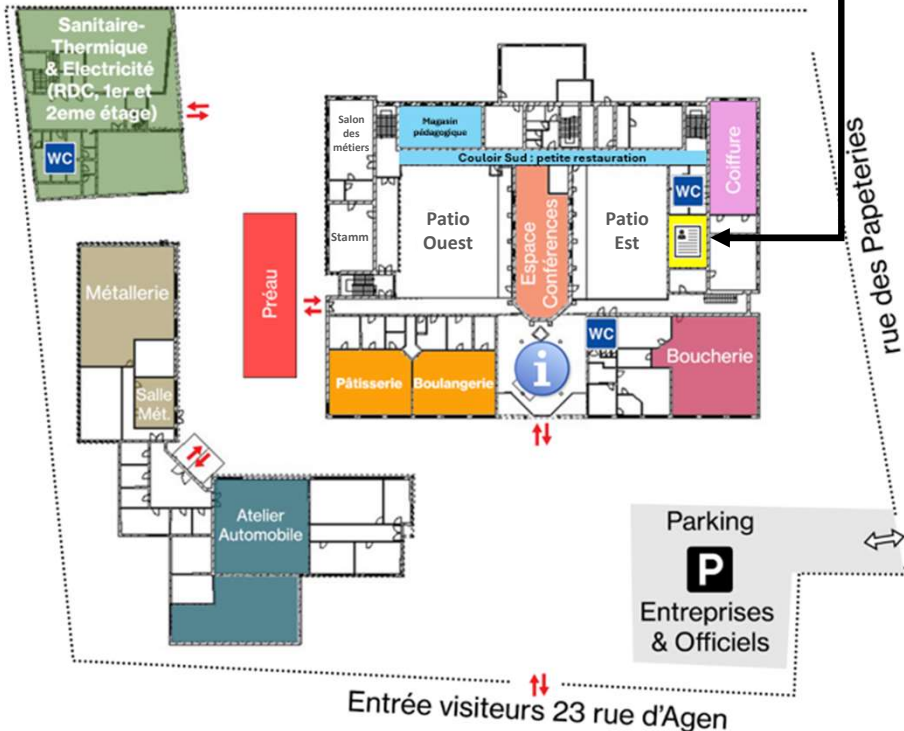 Sanitaire-
Thermique
& Electricité
(RDC, 1er et
2eme étage)
WC
Salon
des
métiers
Magasin
pédagogique
Couloir Sud : petite restauration
Coiffure
WC
Stamm
Patio
Ouest
Espace
Conférences
Patio
Est
rue des Papeteries
Métallerie
Salle
Mét.
Préau
Pâtisserie
Boulangerie
i
WC
Boucherie
Atelier
Automobile
Parking
P
Entreprises
& Officiels
Entrée visiteurs 23 rue d'Agen